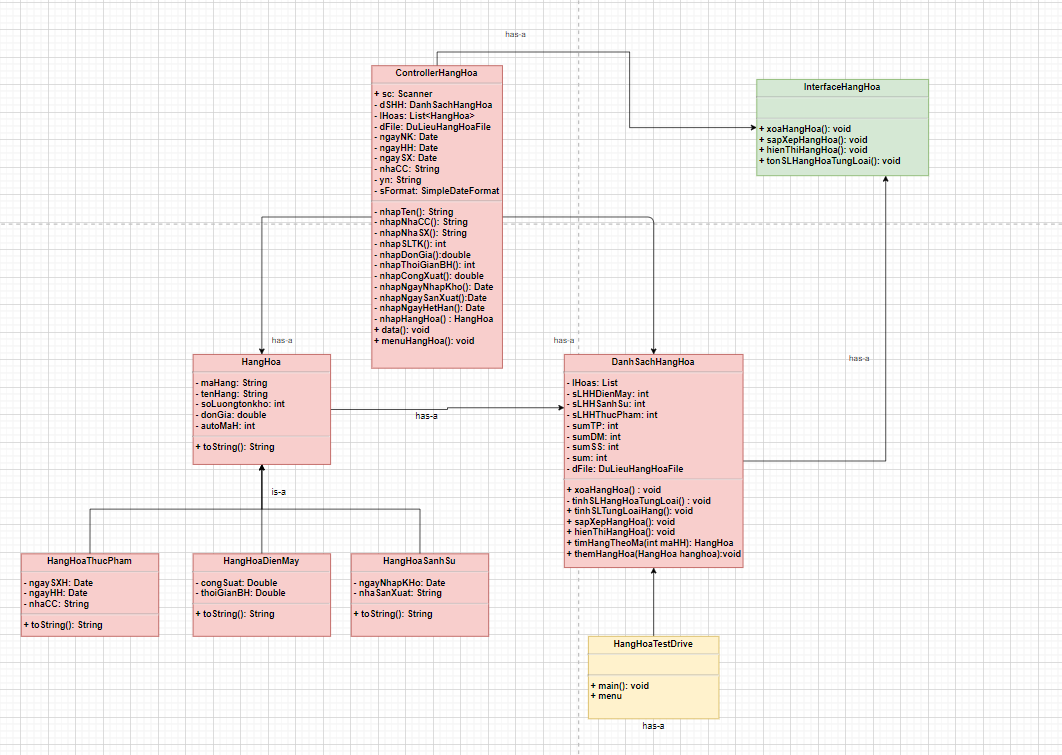 has-a
ControllerHangHoa
+ sc: Scanner
- dSHH: DanhSachHangHoa
- lHoas: List<HangHoa>
- dFile: DuLieuHangHoaFile
- ngayNK: Date
- ngayHH: Date
- ngaySX: Date
- nhaCC: String
- yn: String
- sFormat: SimpleDateFormat
- nhapTen(): String
- nhapNhaCC(): String
- nhapNhaSX(): String
- nhapSLTK(): int
- nhapDonGia():double
- nhapThoiGianBH(): int
- nhapCongXuat(): double
- nhapNgayNhapKho(): Date
- nhapNgaySanXuat():Date
- nhapNgayHetHan(): Date
- nhapHangHoa() : HangHoa
+ data(): void
+ menuHangHoa(): void
InterfaceHangHoa
+ xoaHangHoa(): void
+ sapXepHangHoa(): void
+ hienThiHangHoa(): void
+ tonSLHangHoaTungLoai(): void
has-a
has-a
has-a
HangHoa
- maHang: String
- tenHang: String
- soLuongtonkho: int
- donGia: double
- autoMaH: int
+ toString(): String
has-a
DanhSachHangHoa
- lHoas: List
- sLHHDienMay: int
- sLHHSanhSu: int
- sLHHThucPham: int
- sumTP: int
- sumDM: int
- sumSS: int
- sum: int
- dFile: DuLieuHangHoaFile
+ xoaHangHoa() : void
- tinhSLHangHoaTungLoai() : void
+ tinhSLTungLoaiHang(): void
+ sapXepHangHoa(): void
+ hienThiHangHoa(): void
+ timHangTheoMa(int maHH): HangHoa
+ themHangHoa(HangHoa hanghoa):void
is-a
HangHoaThucPham
- ngaySXH: Date
- ngayHH: Date
- nhaCC: String
+ toString(): String
HangHoaDienMay
- congSuat: Double
- thoiGianBH: Double
+ toString(): String
HangHoaSanhSu
- ngayNhapKHo: Date
- nhaSanXuat: String
+ toString(): String
HangHoaTestDrive
+ main(): void
+ menu
has-a